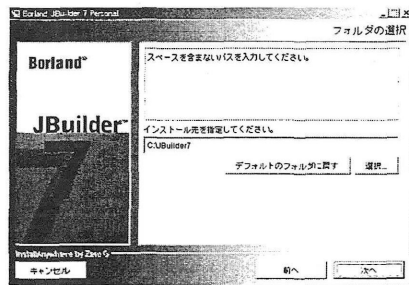 Borland JBuilder 7 Personal
フォルダの選択
Borland®
JBuilder™
7
スペースを含まないパスを入力してください。
インストール先を指定してください。
C:\JBuilder7
デフォルトのフォルダに戻す
選択...
InstallAnywhere by Zero G
キャンセル
前へ
次へ